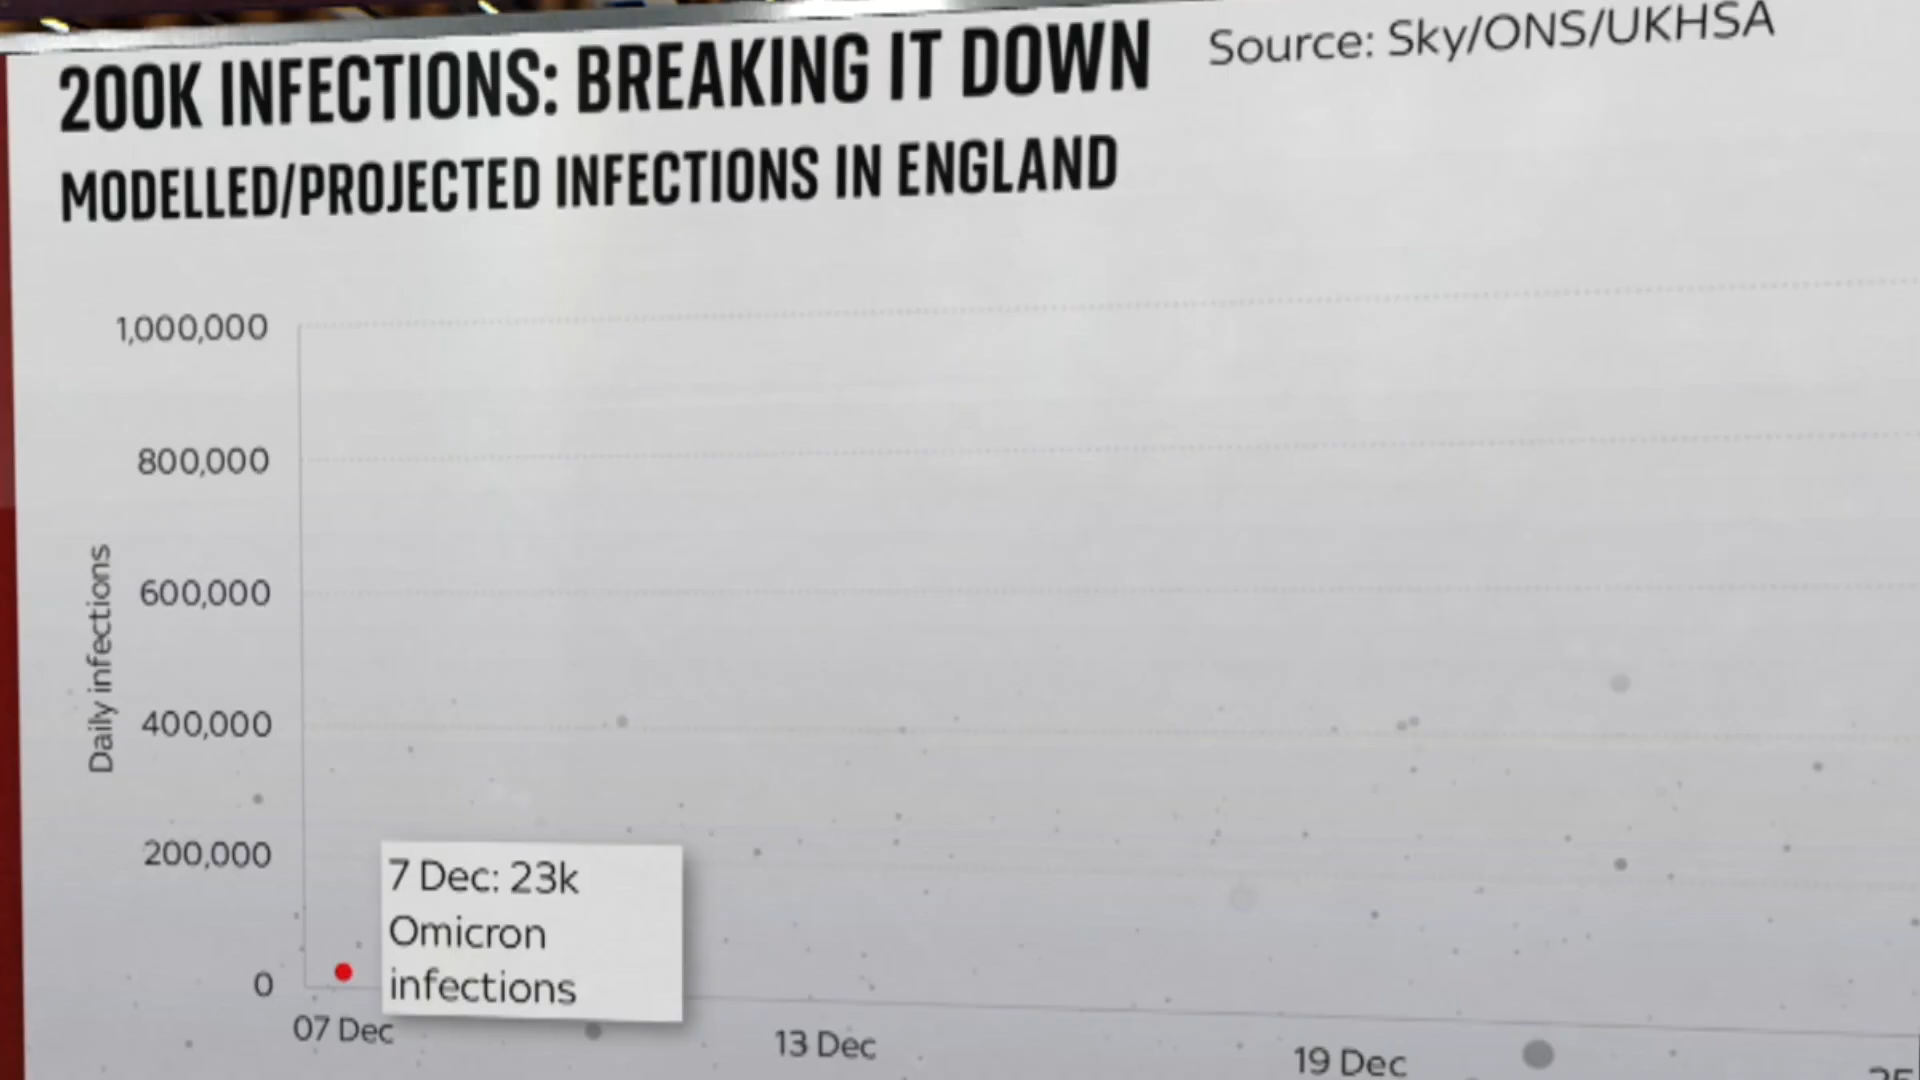 200K INFECTIONS: BREAKING IT DOWN
Source: Sky/ONS/UKHSA
MODELLED/PROJECTED INFECTIONS IN ENGLAND
1,000,000
800,000
600,000
400,000
200,000
0
Daily infections
7 Dec: 23k
Omicron
infections
07 Dec
13 Dec
19 Dec